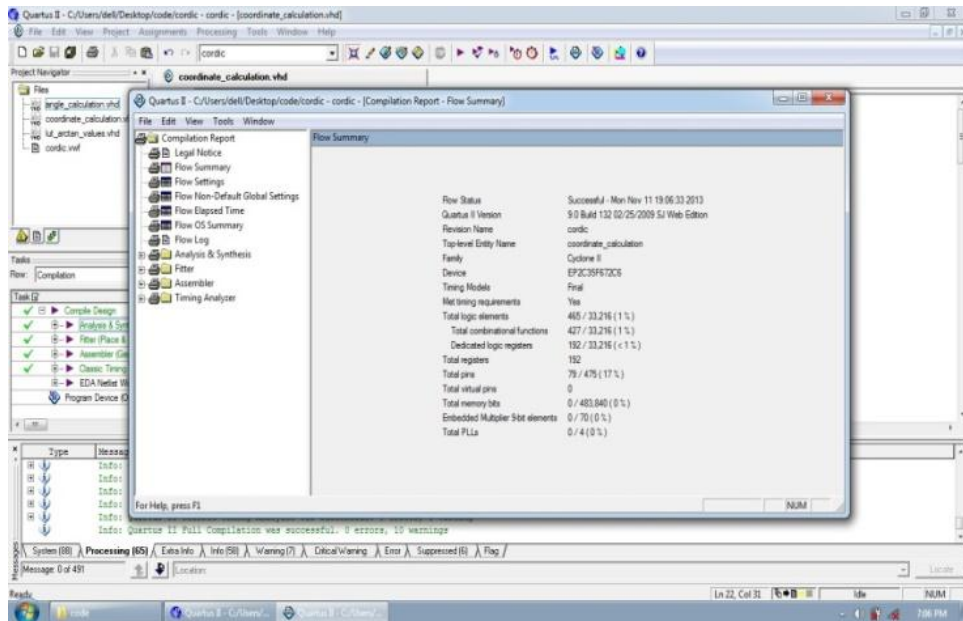 Quartus II - C:/Users/dell/Desktop/code/cordic - cordic - [coordinate_calculation.vhd]
File Edit View Project Assignments Processing Tools Window Help
cordic
Project Navigator
coordinate_calculation.vhd
Files
angle_calculation.vhd
coordinate_calculation.v
lut_arctan_values.vhd
cordic.vwf
Tasks
Flow: Compilation
Task
Compile Design
Analysis & Syn
Fitter (Place &
Assembler (Ge
Classic Timing
EDA Netlist W
Program Device (O
Quartus II - C:/Users/dell/Desktop/code/cordic - cordic - [Compilation Report - Flow Summary]
File Edit View Tools Window
Compilation Report
Legal Notice
Flow Summary
Flow Settings
Flow Non-Default Global Settings
Flow Elapsed Time
Flow OS Summary
Flow Log
Analysis & Synthesis
Fitter
Assembler
Timing Analyzer
Flow Summary
Flow Status Successful - Mon Nov 11 19:06:33 2013
Quartus II Version 9.0 Build 132 02/25/2009 SJ Web Edition
Revision Name cordic
Top-level Entity Name coordinate_calculation
Family Cyclone II
Device EP2C35F672C6
Timing Models Final
Met timing requirements Yes
Total logic elements 465 / 33,216 ( 1 % )
Total combinational functions 427 / 33,216 ( 1 % )
Dedicated logic registers 192 / 33,216 ( < 1 % )
Total registers 192
Total pins 79 / 475 ( 17 % )
Total virtual pins 0
Total memory bits 0 / 483,840 ( 0 % )
Embedded Multiplier 9-bit elements 0 / 70 ( 0 % )
Total PLLs 0 / 4 ( 0 % )
For Help, press F1
NUM
Type Messag
Info:
Info:
Info:
Info:
Info:
Info: Quartus II Full Compilation was successful. 0 errors, 10 warnings
System (88) Processing (65) Extra Info Info (58) Warning (7) Critical Warning Error Suppressed (6) Flag
Messages
Message: 0 of 491
Location:
Locate
Ready
Ln 22, Col 31
Idle
NUM
code
Quartus II - C:/Users/...
Quartus II - C:/Users/...
7:06 PM